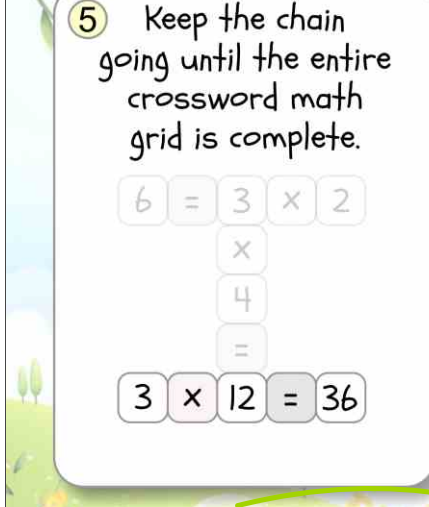 5 Keep the chain
going until the entire
crossword math
grid is complete.
6 = 3 × 2
×
4
=
3 × 12 = 36